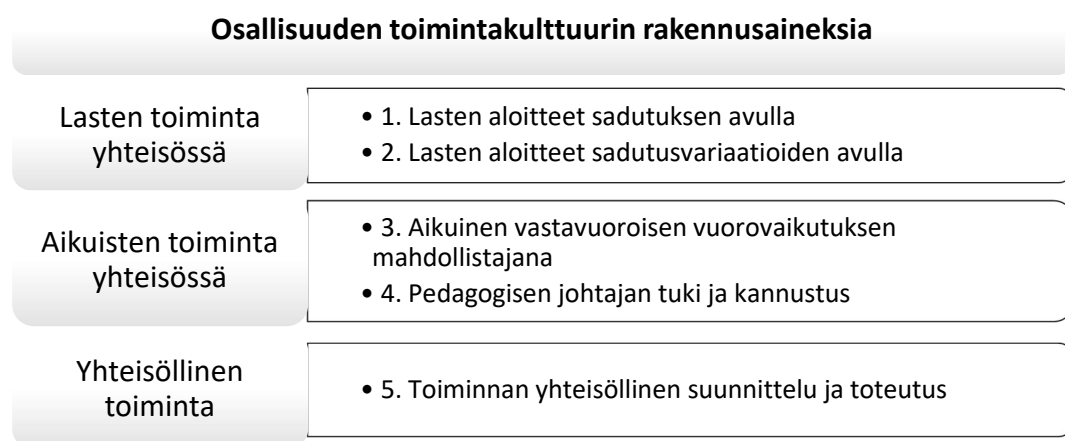 Osallisuuden toimintakulttuurin rakennusaineksia
Lasten toiminta
yhteisössä
• 1. Lasten aloitteet sadutuksen avulla
• 2. Lasten aloitteet sadutusvariaatioiden avulla
Aikuisten toiminta
yhteisössä
• 3. Aikuinen vastavuoroisen vuorovaikutuksen
mahdollistajana
• 4. Pedagogisen johtajan tuki ja kannustus
Yhteisöllinen
toiminta
• 5. Toiminnan yhteisöllinen suunnittelu ja toteutus